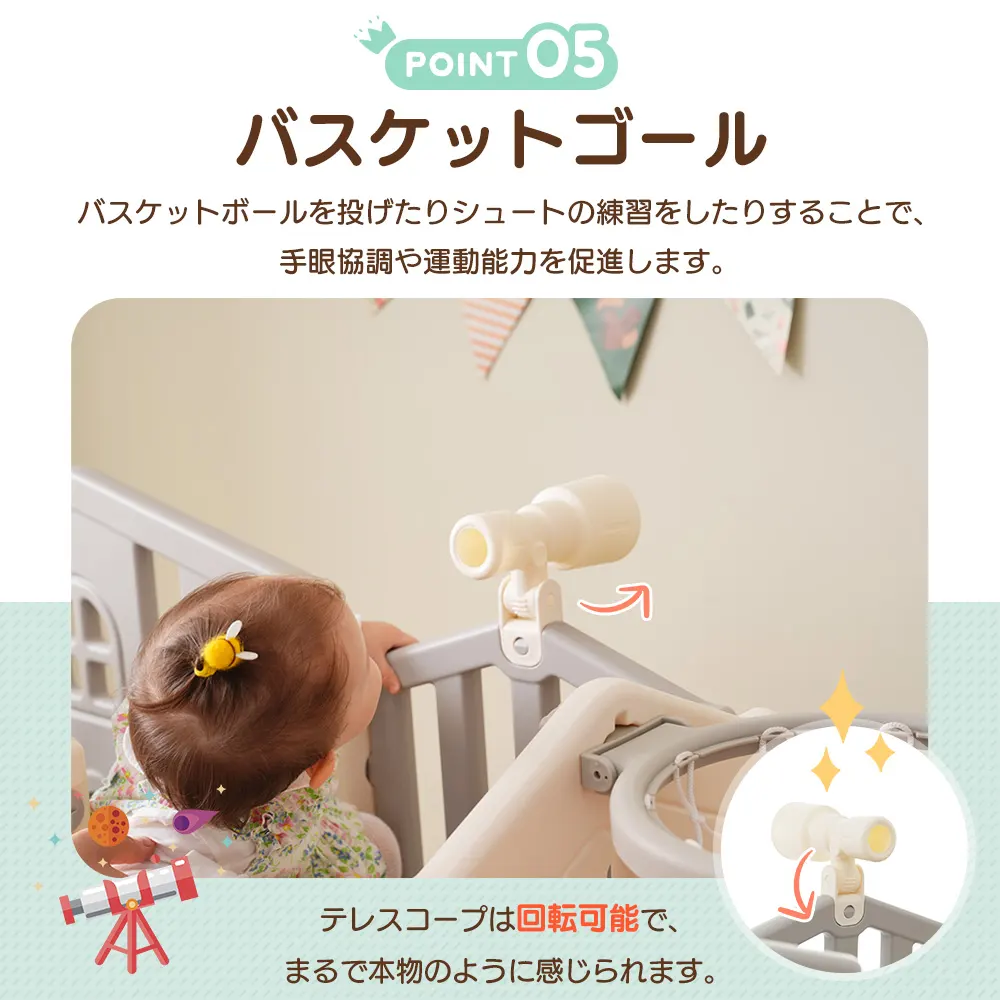 POINT 05
バスケットゴール
バスケットボールを投げたりシュートの練習をしたりすることで、
手眼協調や運動能力を促進します。
テレスコープは回転可能で、
まるで本物のように感じられます。